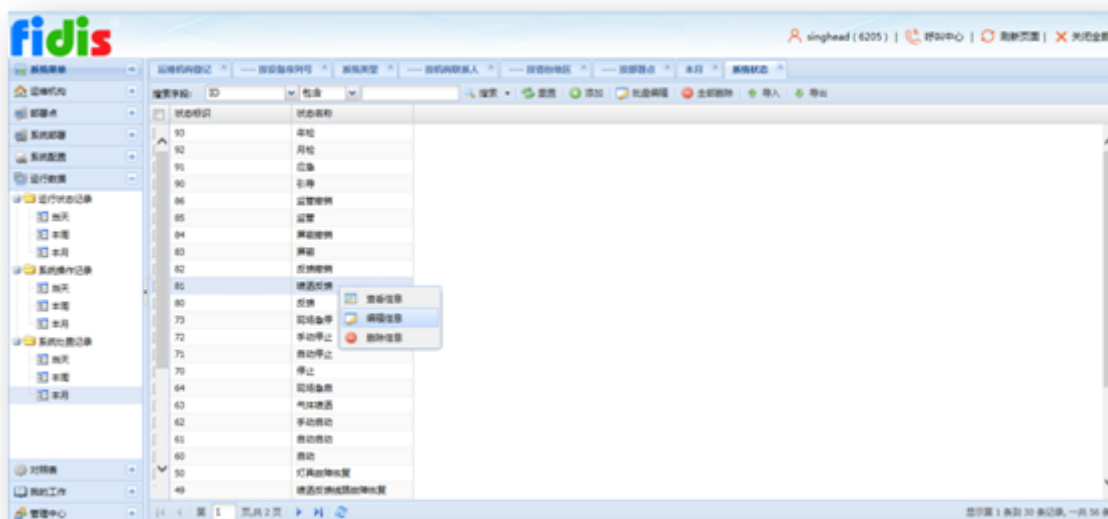 fidis
singhead ( 6205 ) | 呼叫中心 | 刷新页面 | 关闭全部
系统菜单
运维机构登记 按设备序列号 系统类型 按机构联系人 按省份地区 按部署点 本月 系统状态
运维机构
搜索字段: ID 包含 搜索 重置 添加 批量编辑 全部删除 导入 导出
部署点
状态标识 状态名称
系统部署
93 年检
92 月检
系统配置
91 应急
运行数据
90 引导
运行状态记录
86 监管撤销
当天
85 监管
本周
84 屏蔽撤销
本月
83 屏蔽
系统操作记录
82 反馈撤销
当天
81 喷洒反馈
查看信息
本周
80 反馈
编辑信息
本月
73 现场急停
删除信息
72 手动停止
系统处置记录
71 自动停止
当天
70 停止
本周
64 现场急启
本月
63 气体喷洒
62 手动启动
61 自动启动
60 启动
对照表
50 灯具故障恢复
我的工作
49 喷洒反馈线路故障恢复
管理中心
第 1 页,共 2 页
显示第 1 条到 30 条记录,一共 56 条